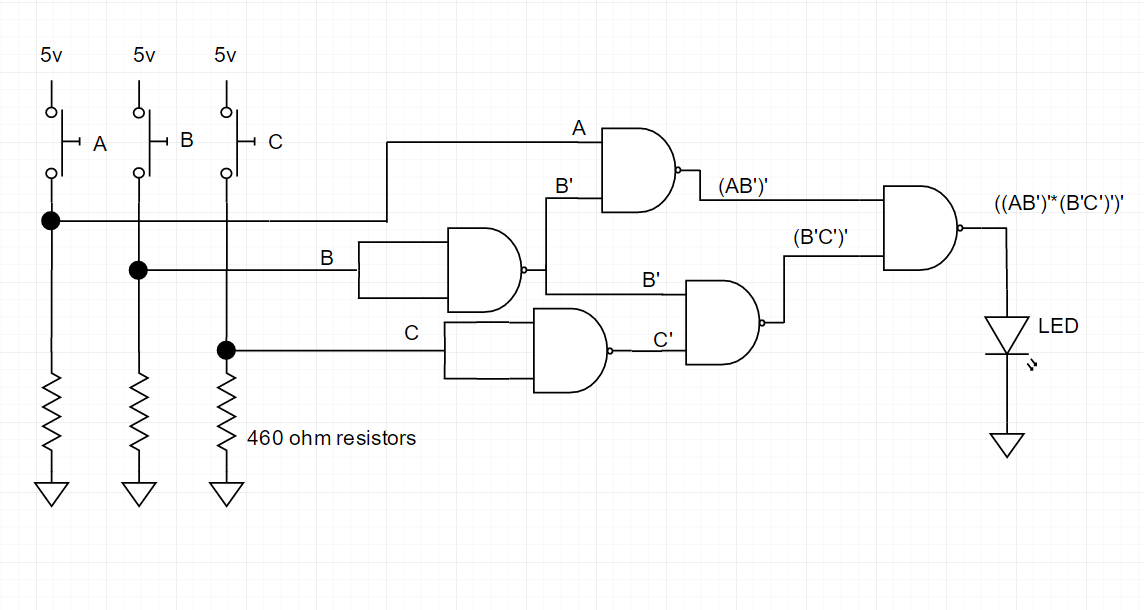 5v
5v
5v
A
B
C
A
B'
(AB')'
((AB')'*(B'C')')'
(B'C')'
B
B'
C
C'
LED
460 ohm resistors